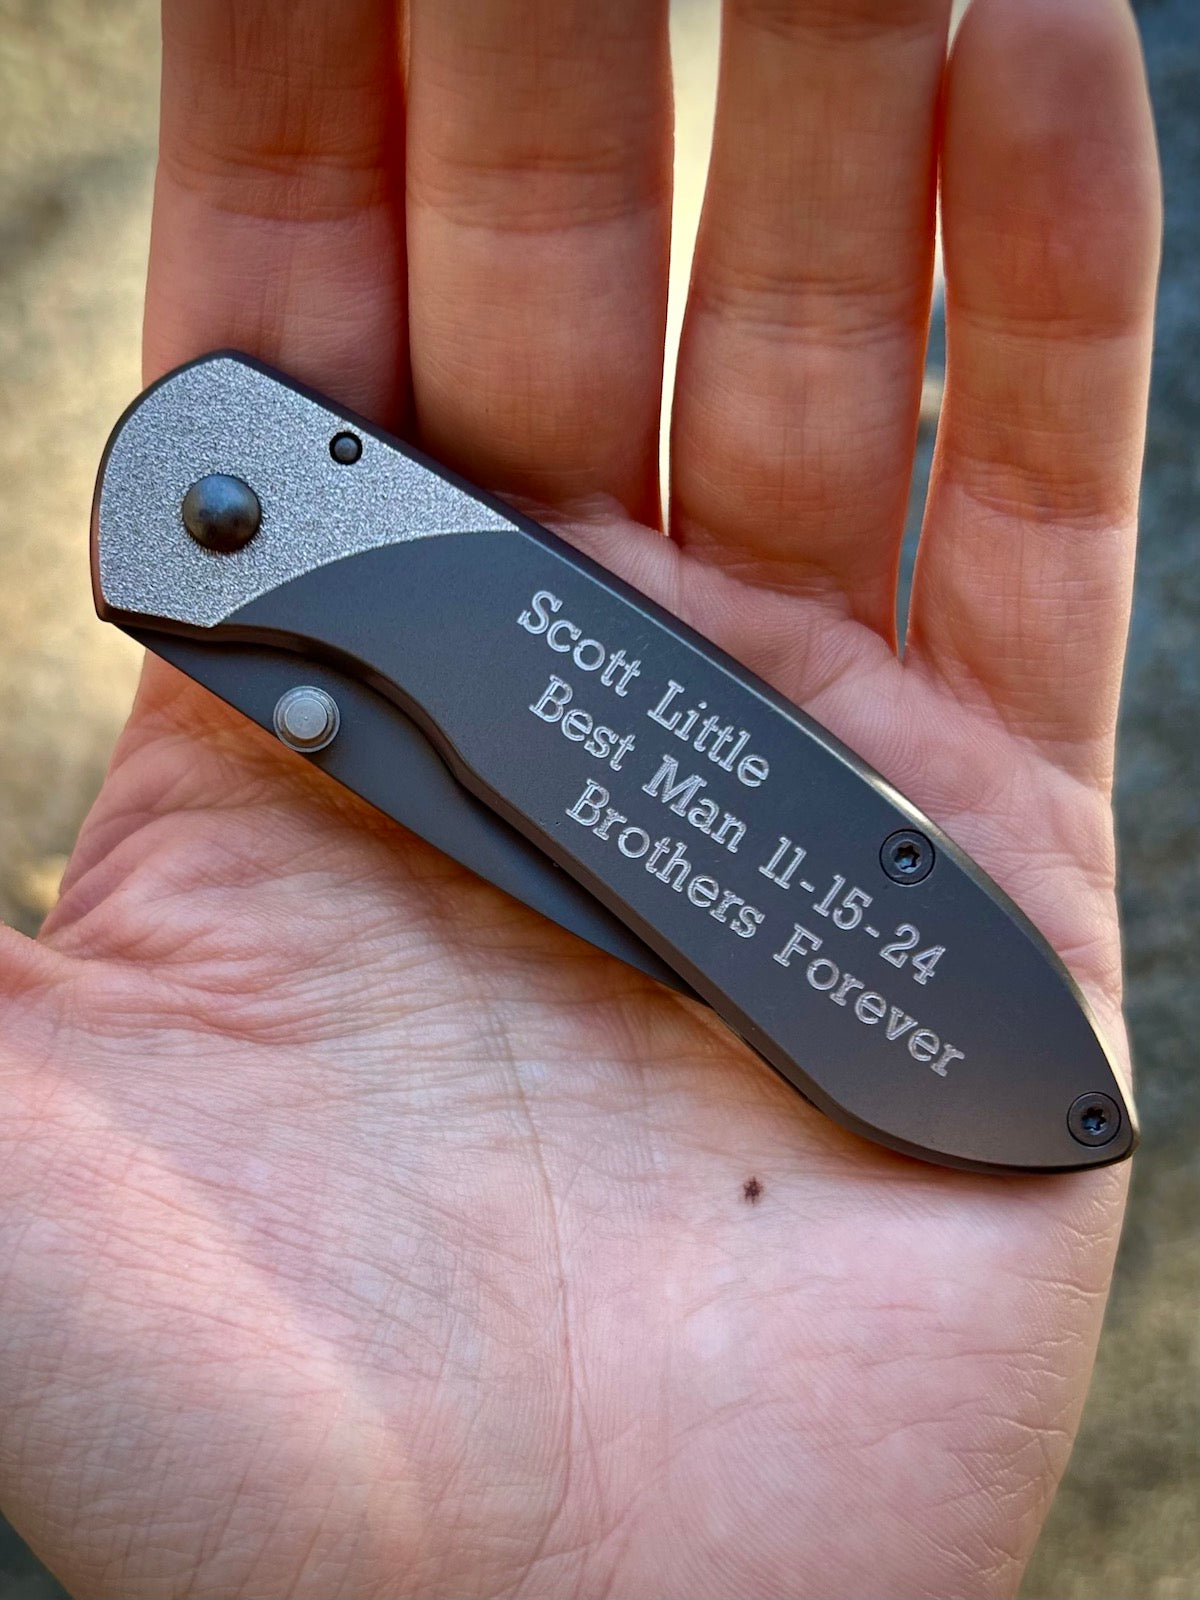 Scott Little
Best Man 11-15-24
Brothers Forever